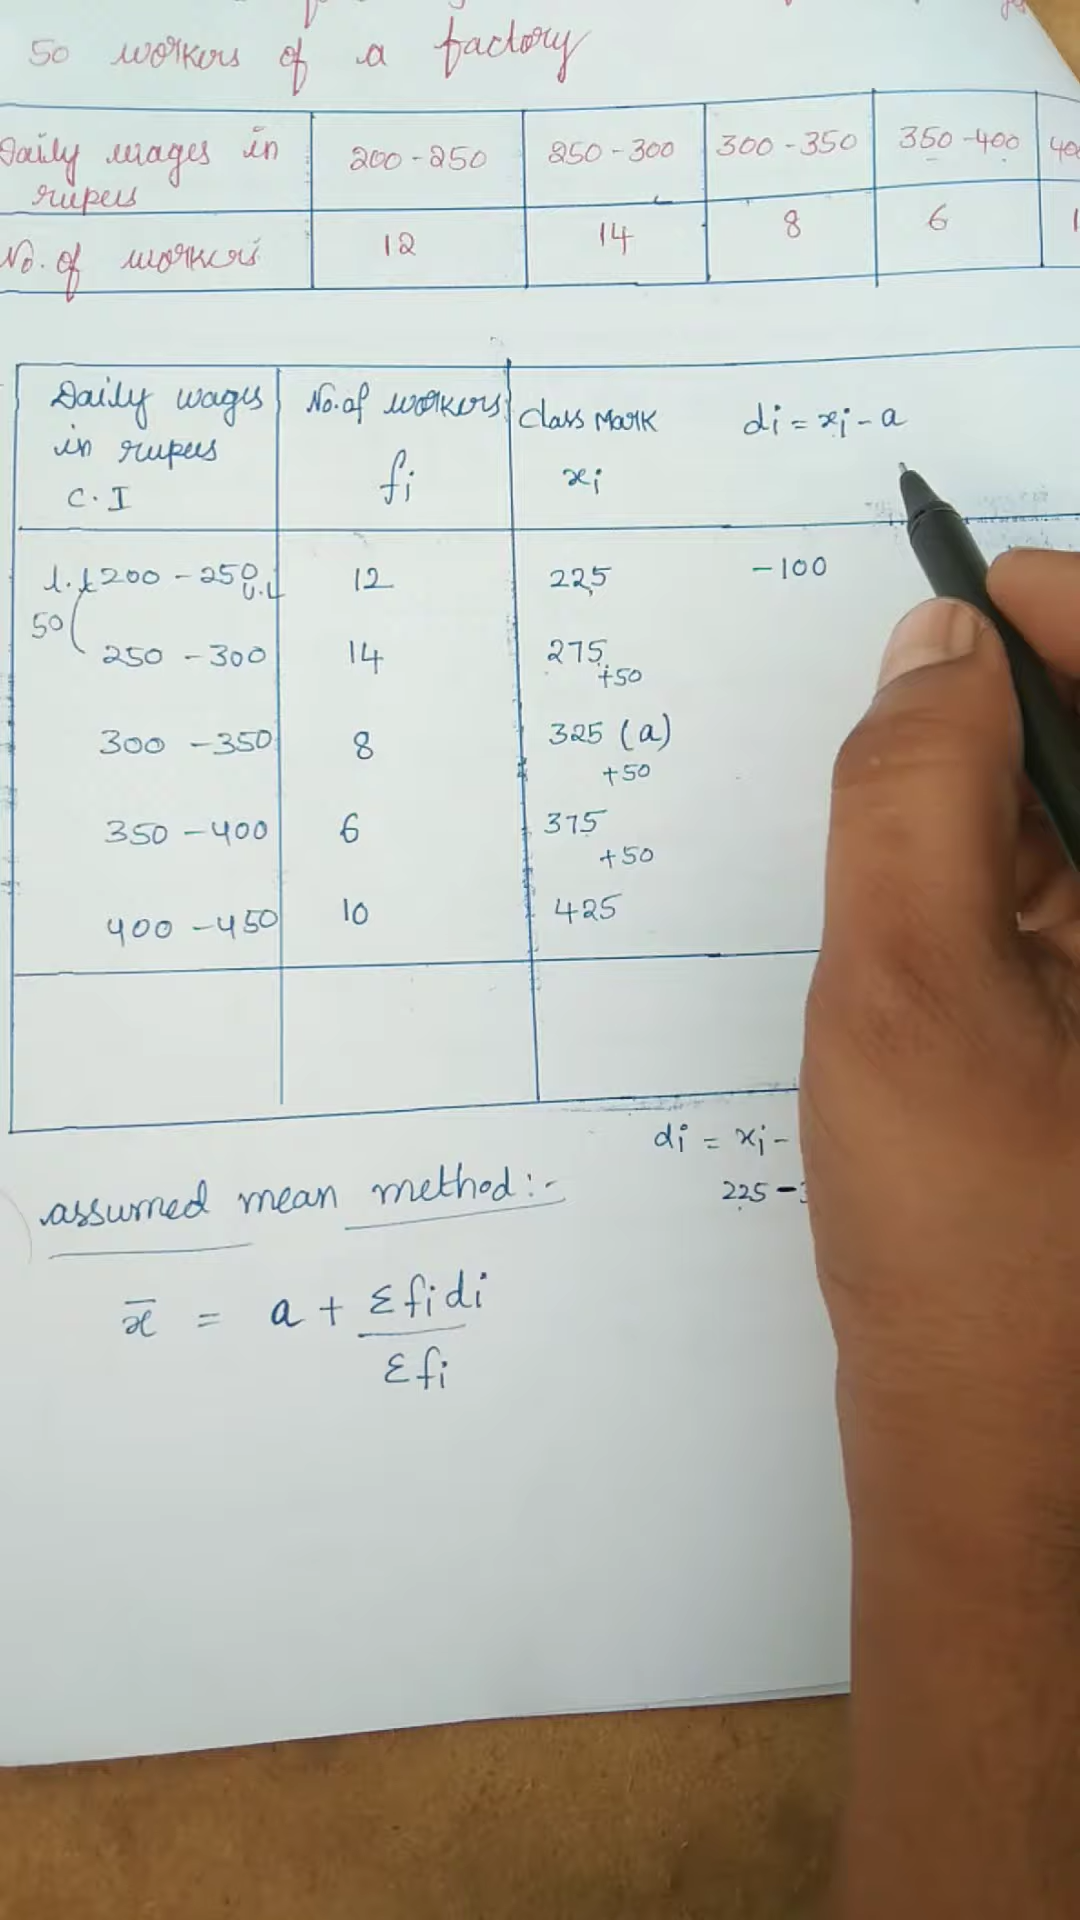 50 workers of a factory
Daily wages in rupees 200-250 250-300 300-350 350-400
No. of workers 12 14 8 6
Daily wages in rupees C.I No. of workers fi class mark xi di = xi - a
l.l 200-250 u.l 12 225 -100
50
250-300 14 275
+50
300-350 8 325 (a)
+50
350-400 6 375
+50
400-450 10 425
di = xi -
225 -
assumed mean method:-
x̄ = a + Σfidi
Σfi